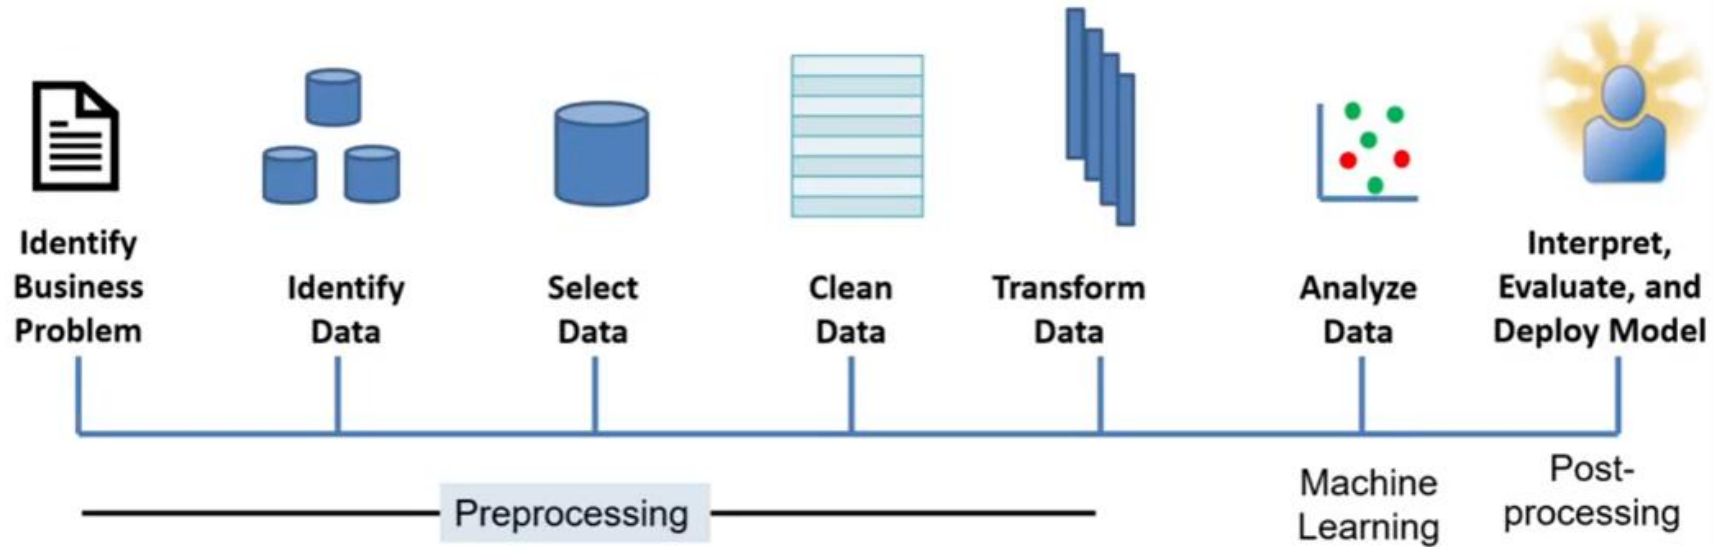 Identify
Business
Problem
Identify
Data
Select
Data
Clean
Data
Transform
Data
Analyze
Data
Interpret,
Evaluate, and
Deploy Model
Preprocessing
Machine
Learning
Post-
processing